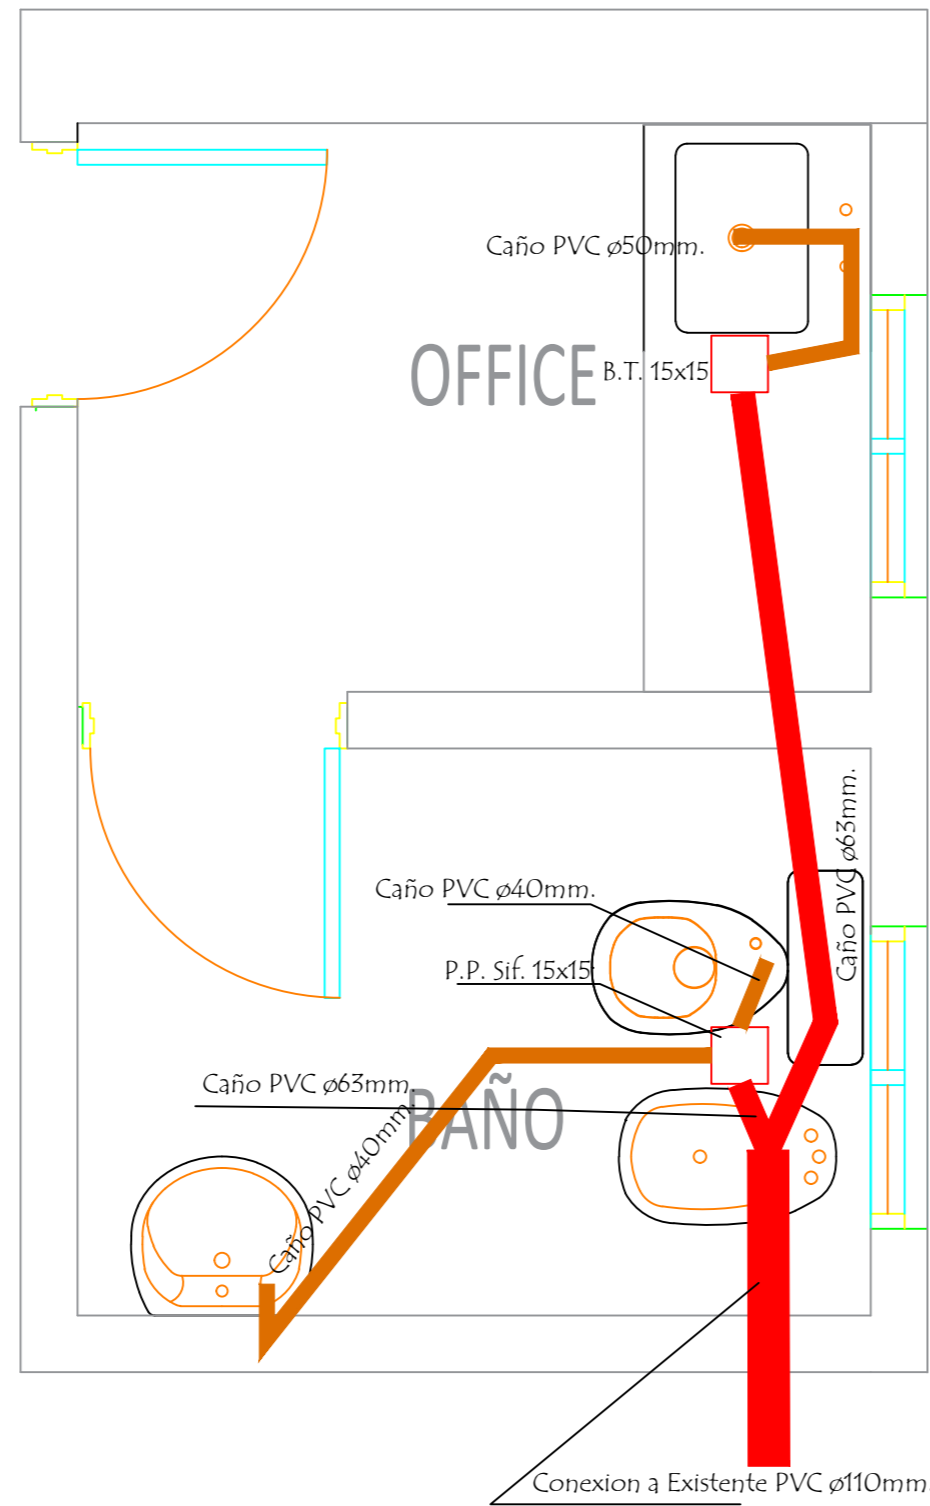 Caño PVC ø50mm.
OFFICE
B.T. 15x15
Caño PVC ø63mm.
Caño PVC ø40mm.
P.P. Sif. 15x15
Caño PVC ø63mm.
BAÑO
Caño PVC ø40mm.
Conexion a Existente PVC ø110mm.